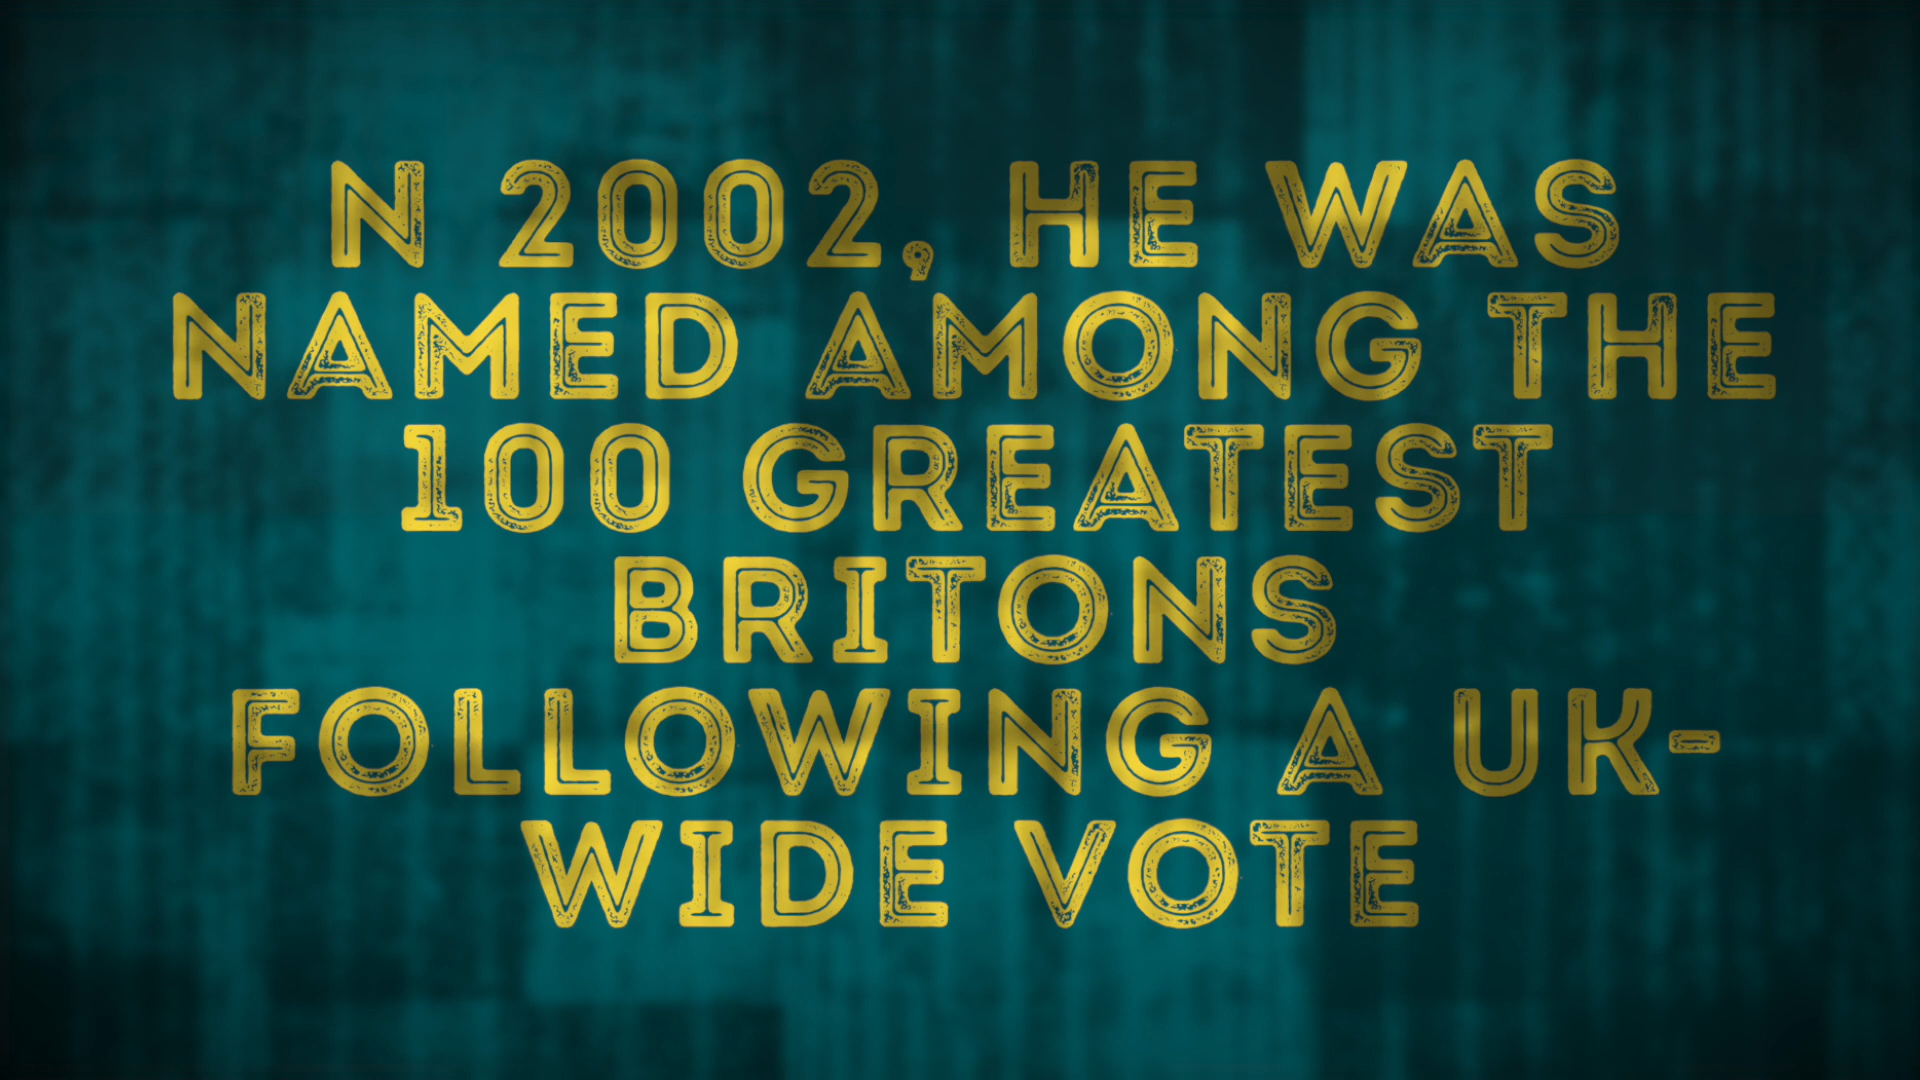 N 2002, HE WAS
NAMED AMONG THE
100 GREATEST
BRITONS
FOLLOWING A UK-
WIDE VOTE